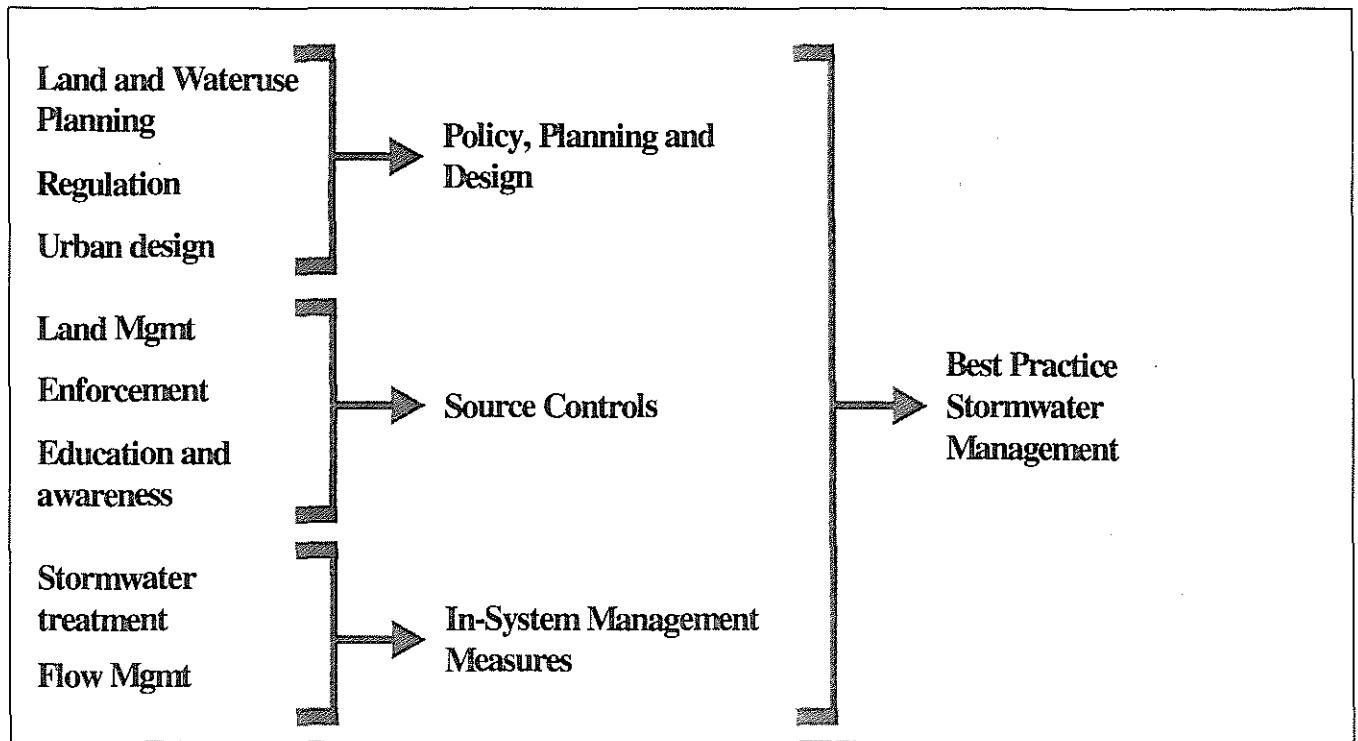 Land and Wateruse
Planning
Regulation
Urban design
Policy, Planning and
Design
Land Mgmt
Enforcement
Education and
awareness
Source Controls
Stormwater
treatment
Flow Mgmt
In-System Management
Measures
Best Practice
Stormwater
Management